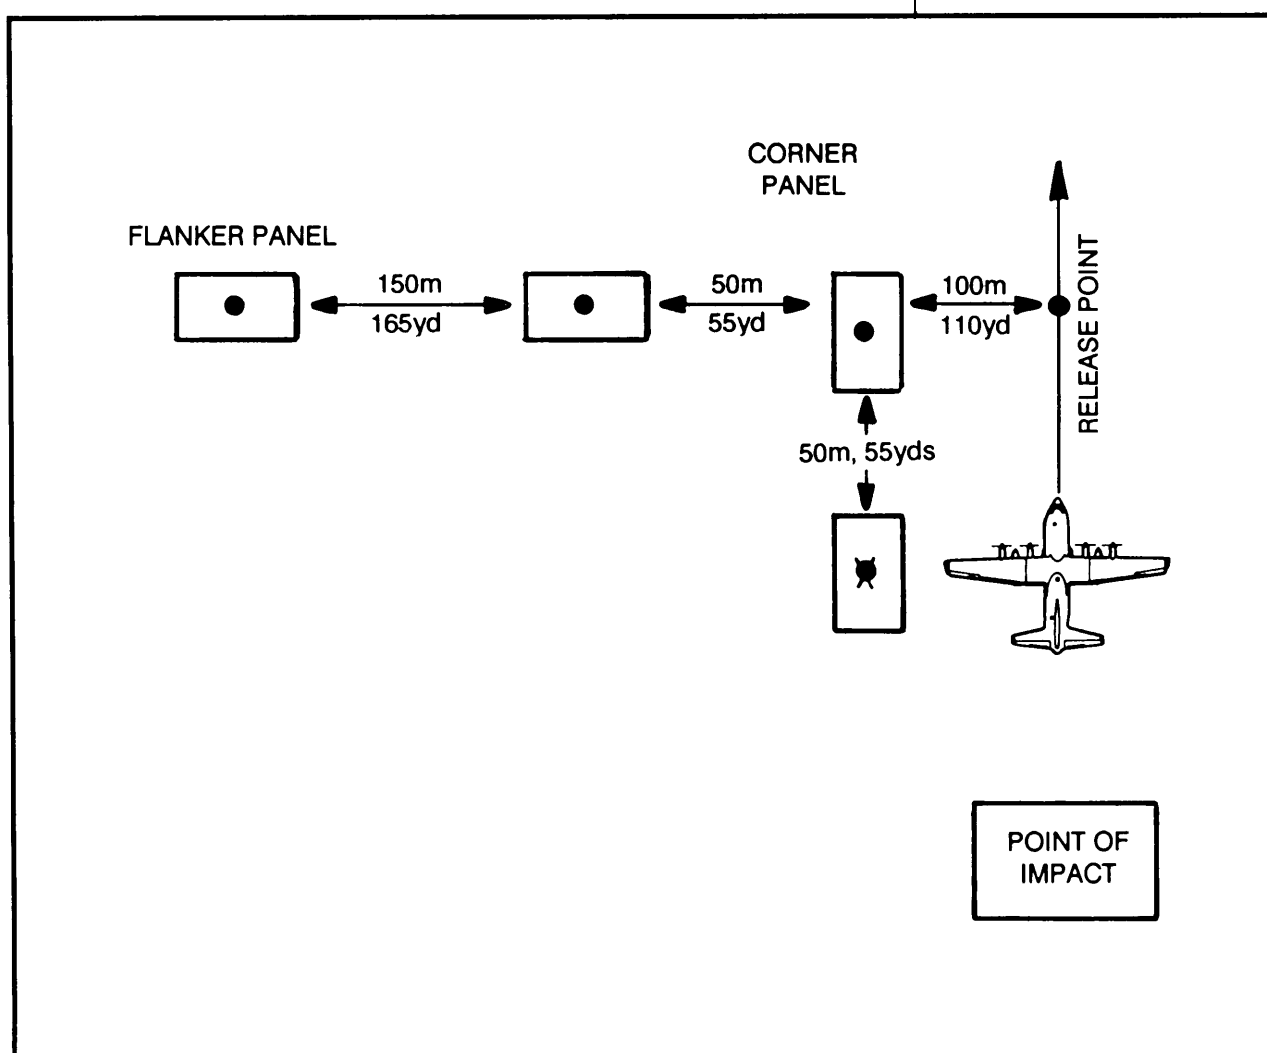 CORNER
PANEL
FLANKER PANEL
150m
165yd
50m
55yd
100m
110yd
RELEASE POINT
50m, 55yds
POINT OF
IMPACT